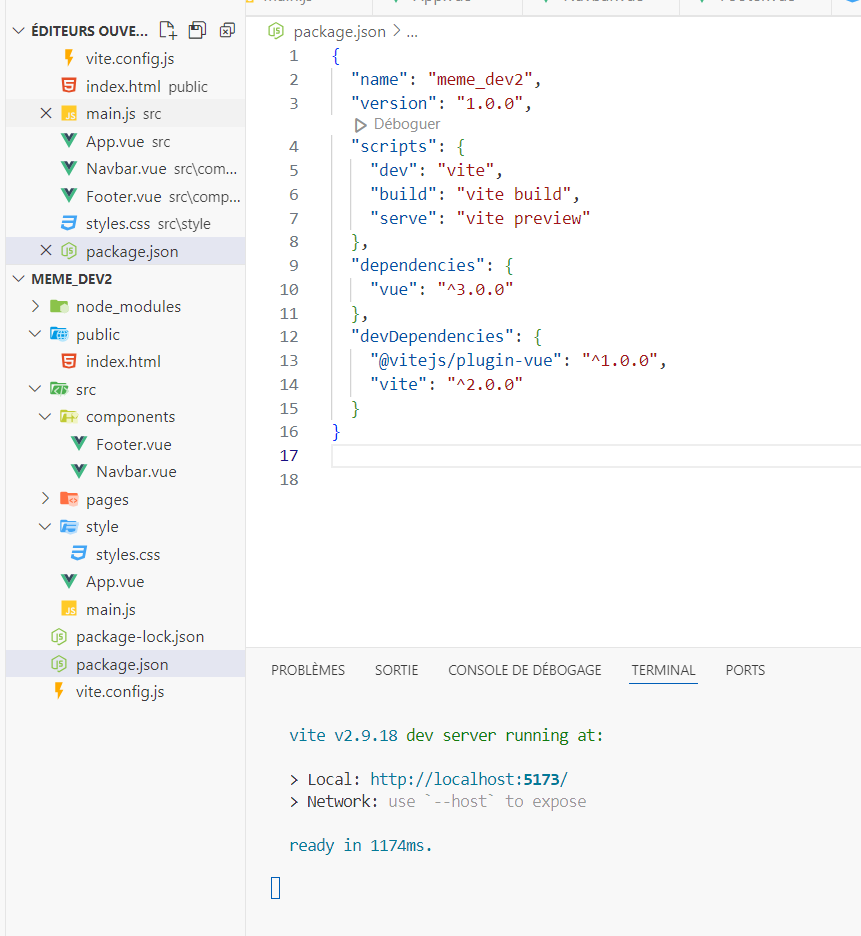 ÉDITEURS OUVE...
vite.config.js
index.html public
main.js src
App.vue src
Navbar.vue src\com...
Footer.vue src\comp...
styles.css src\style
package.json
MEME_DEV2
node_modules
public
index.html
src
components
Footer.vue
Navbar.vue
pages
style
styles.css
App.vue
main.js
package-lock.json
package.json
vite.config.js
package.json > ...
1 {
2 "name": "meme_dev2",
3 "version": "1.0.0",
Déboguer
4 "scripts": {
5 "dev": "vite",
6 "build": "vite build",
7 "serve": "vite preview"
8 },
9 "dependencies": {
10 "vue": "^3.0.0"
11 },
12 "devDependencies": {
13 "@vitejs/plugin-vue": "^1.0.0",
14 "vite": "^2.0.0"
15 }
16 }
17
18
PROBLÈMES SORTIE CONSOLE DE DÉBOGAGE TERMINAL PORTS
vite v2.9.18 dev server running at:
> Local: http://localhost:5173/
> Network: use `--host` to expose
ready in 1174ms.